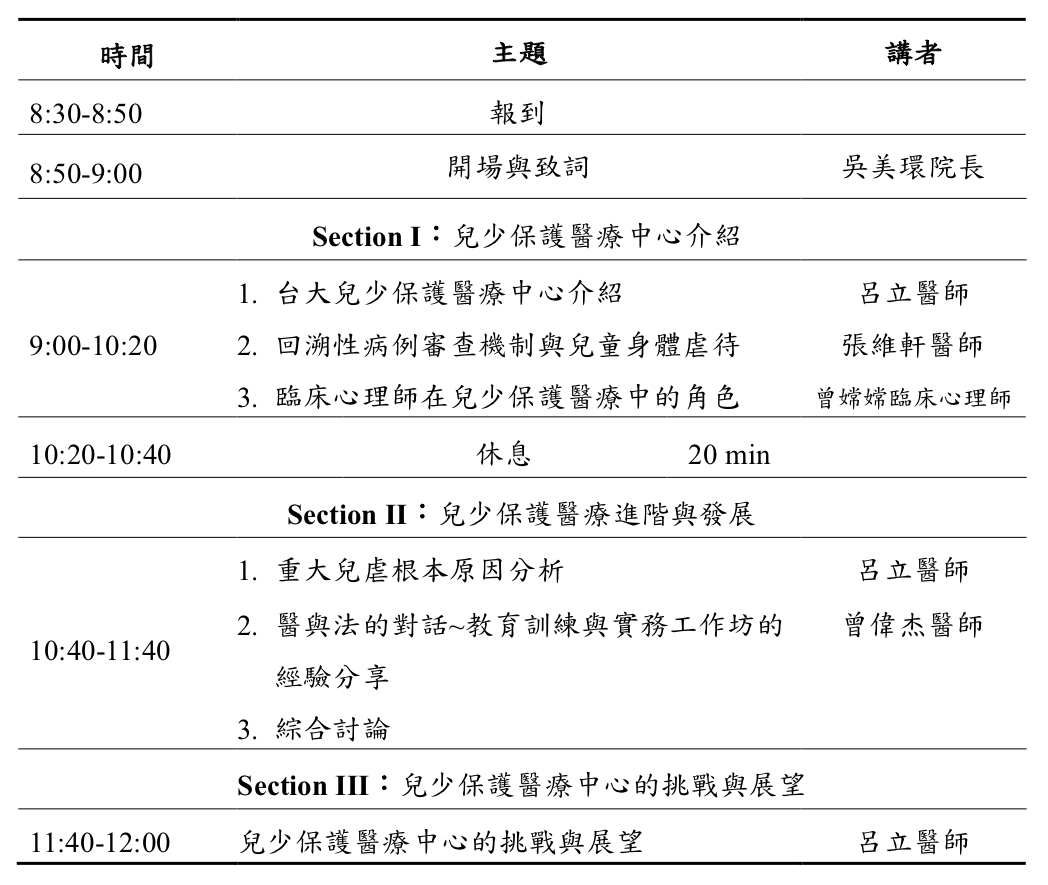 時間 主題 講者
8:30-8:50 報到
8:50-9:00 開場與致詞 吳美環院長
Section I：兒少保護醫療中心介紹
1. 台大兒少保護醫療中心介紹 呂立醫師
9:00-10:20 2. 回溯性病例審查機制與兒童身體虐待 張維軒醫師
3. 臨床心理師在兒少保護醫療中的角色 曾嫦嫦臨床心理師
10:20-10:40 休息 20 min
Section II：兒少保護醫療進階與發展
1. 重大兒虐根本原因分析 呂立醫師
2. 醫與法的對話~教育訓練與實務工作坊的 曾偉杰醫師
10:40-11:40
經驗分享
3. 綜合討論
Section III：兒少保護醫療中心的挑戰與展望
11:40-12:00 兒少保護醫療中心的挑戰與展望 呂立醫師